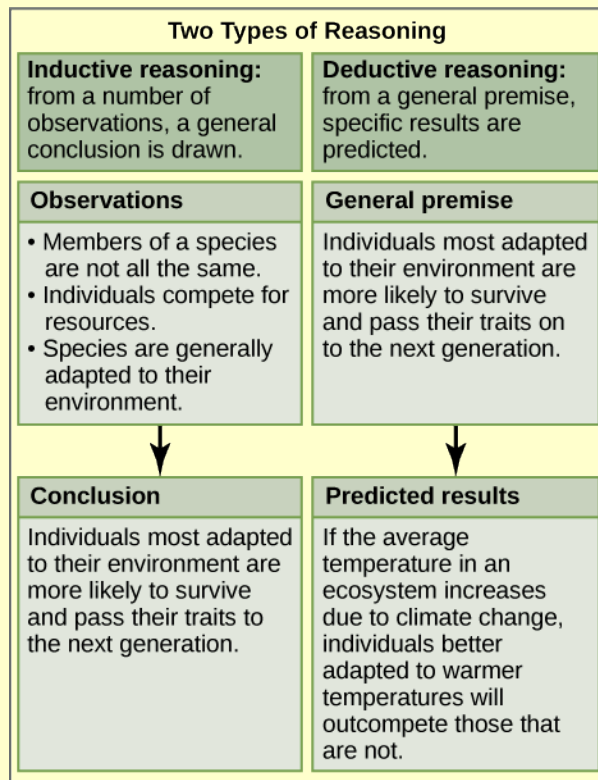 Two Types of Reasoning
Inductive reasoning:
from a number of
observations, a general
conclusion is drawn.
Deductive reasoning:
from a general premise,
specific results are
predicted.
Observations
• Members of a species
are not all the same.
• Individuals compete for
resources.
• Species are generally
adapted to their
environment.
General premise
Individuals most adapted
to their environment are
more likely to survive
and pass their traits on
to the next generation.
Conclusion
Individuals most adapted
to their environment are
more likely to survive
and pass their traits to
the next generation.
Predicted results
If the average
temperature in an
ecosystem increases
due to climate change,
individuals better
adapted to warmer
temperatures will
outcompete those that
are not.